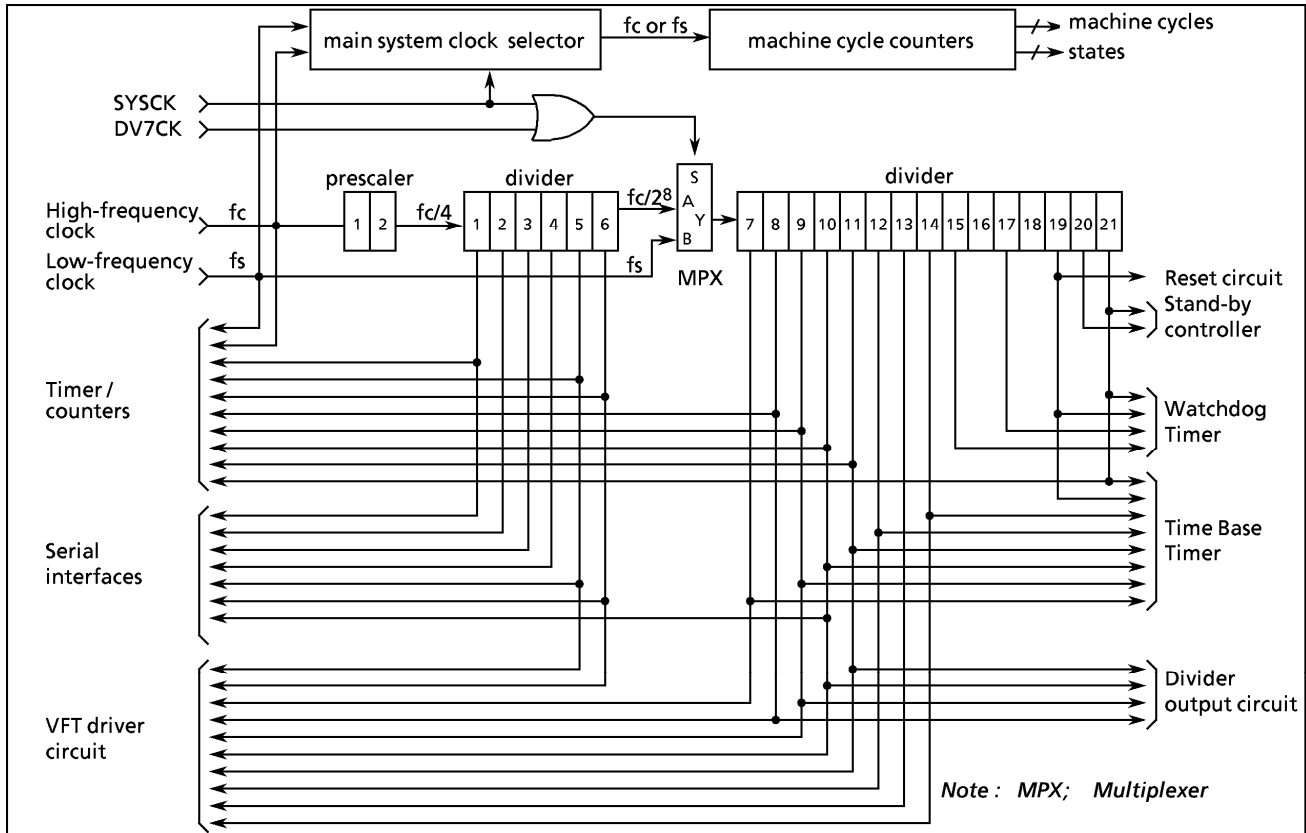 main system clock selector
fc or fs
machine cycle counters
machine cycles
states
SYSCK
DV7CK
prescaler
divider
divider
High-frequency
clock
fc
1 2
fc/4
1 2 3 4 5 6
fc/2⁸
S
A
Y
B
MPX
7 8 9 10 11 12 13 14 15 16 17 18 19 20 21
Low-frequency
clock
fs
fs
Reset circuit
Stand-by
controller
Timer /
counters
Watchdog
Timer
Serial
interfaces
Time Base
Timer
VFT driver
circuit
Divider
output circuit
Note : MPX; Multiplexer